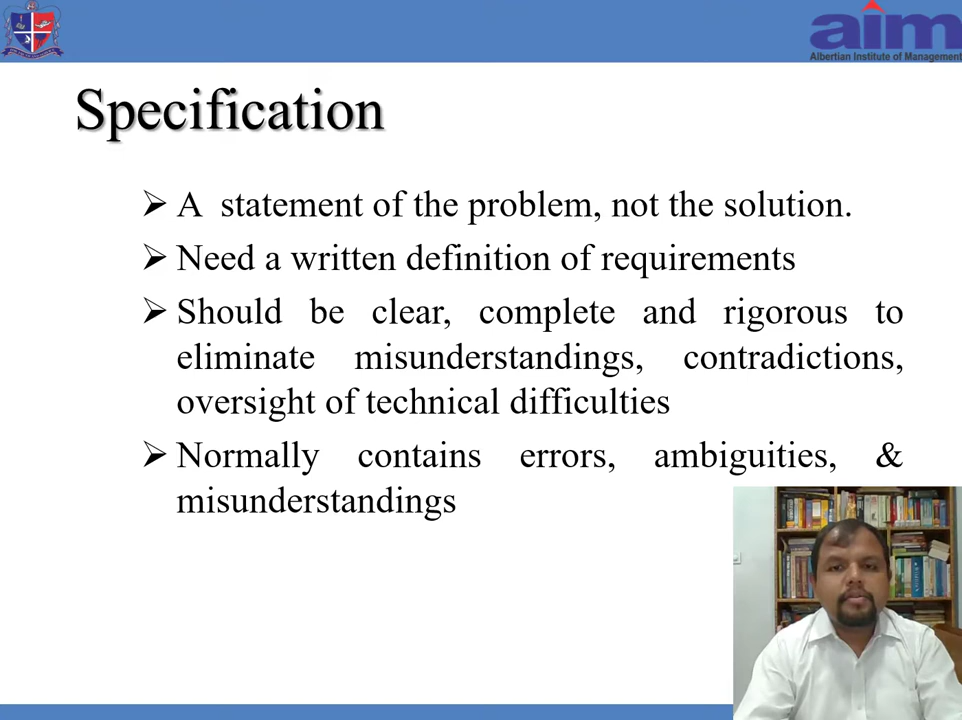 aim
Albertian Institute of Management
Specification
➢ A statement of the problem, not the solution.
➢ Need a written definition of requirements
➢ Should be clear, complete and rigorous to
eliminate misunderstandings, contradictions,
oversight of technical difficulties
➢ Normally contains errors, ambiguities, &
misunderstandings